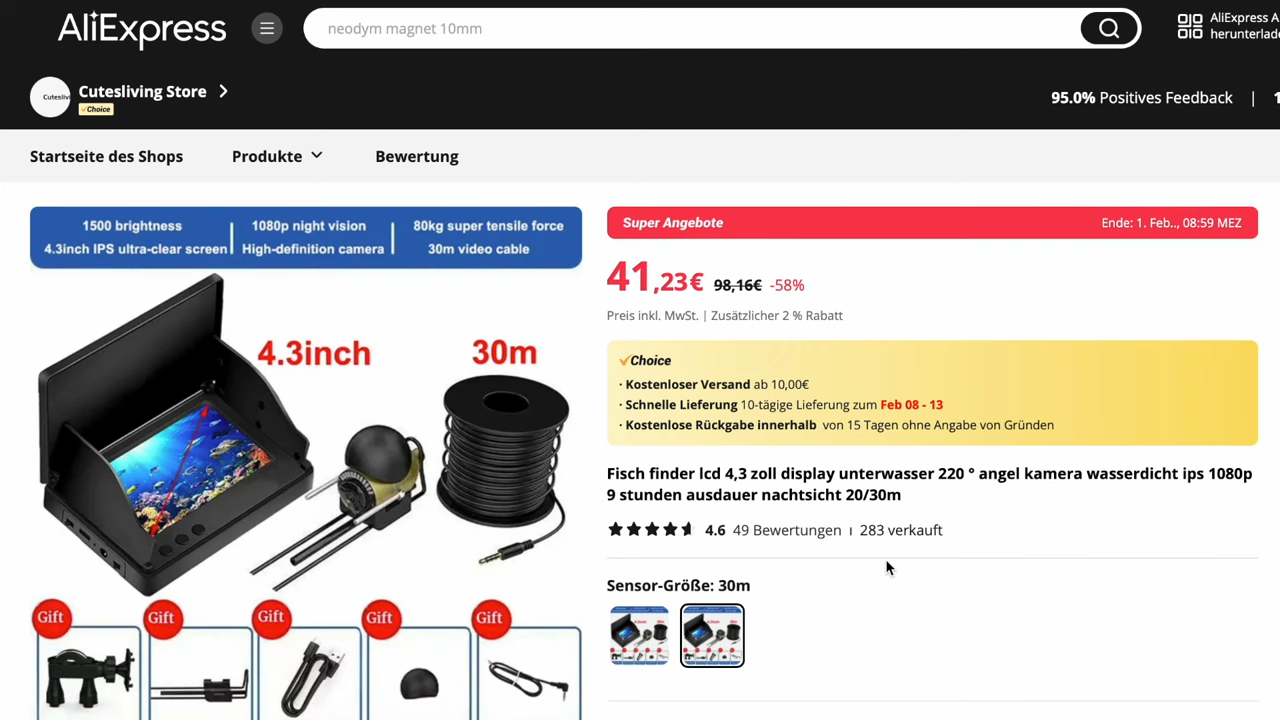 AliExpress
neodym magnet 10mm
AliExpress A
herunterlade
Cutesliv
Cutesliving Store
Choice
95.0% Positives Feedback | 1
Startseite des Shops
Produkte
Bewertung
1500 brightness
4.3inch IPS ultra-clear screen
1080p night vision
High-definition camera
80kg super tensile force
30m video cable
4.3inch
30m
Gift
Gift
Gift
Gift
Gift
Super Angebote
Ende: 1. Feb., 08:59 MEZ
41,23€ 98,16€ -58%
Preis inkl. MwSt. | Zusätzlicher 2 % Rabatt
Choice
· Kostenloser Versand ab 10,00€
· Schnelle Lieferung 10-tägige Lieferung zum Feb 08 - 13
· Kostenlose Rückgabe innerhalb von 15 Tagen ohne Angabe von Gründen
Fisch finder lcd 4,3 zoll display unterwasser 220 ° angel kamera wasserdicht ips 1080p
9 stunden ausdauer nachtsicht 20/30m
4.6 49 Bewertungen | 283 verkauft
Sensor-Größe: 30m